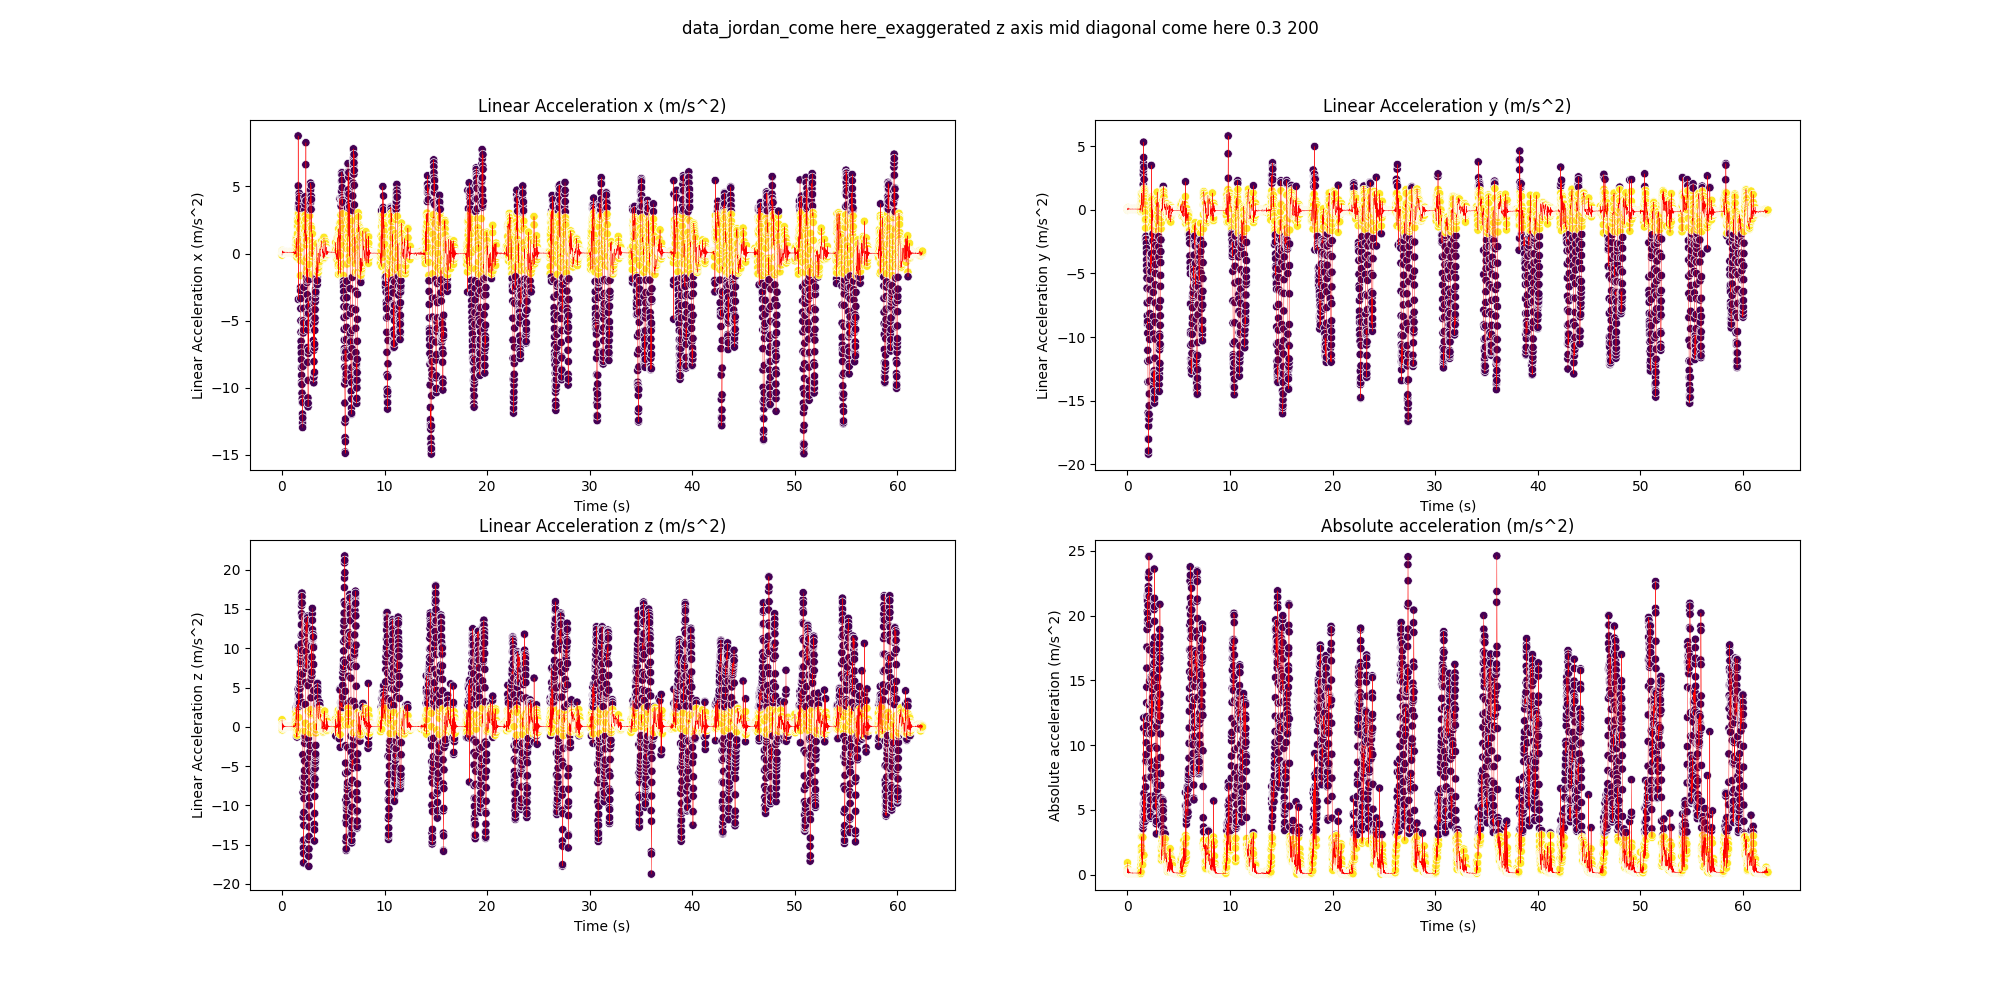 data_jordan_come here_exaggerated z axis mid diagonal come here 0.3 200
Linear Acceleration x (m/s^2)
Linear Acceleration x (m/s^2)
5
0
−5
−10
−15
0 10 20 30 40 50 60
Time (s)
Linear Acceleration y (m/s^2)
Linear Acceleration y (m/s^2)
5
0
−5
−10
−15
−20
0 10 20 30 40 50 60
Time (s)
Linear Acceleration z (m/s^2)
Linear Acceleration z (m/s^2)
20
15
10
5
0
−5
−10
−15
−20
0 10 20 30 40 50 60
Time (s)
Absolute acceleration (m/s^2)
Absolute acceleration (m/s^2)
25
20
15
10
5
0
0 10 20 30 40 50 60
Time (s)